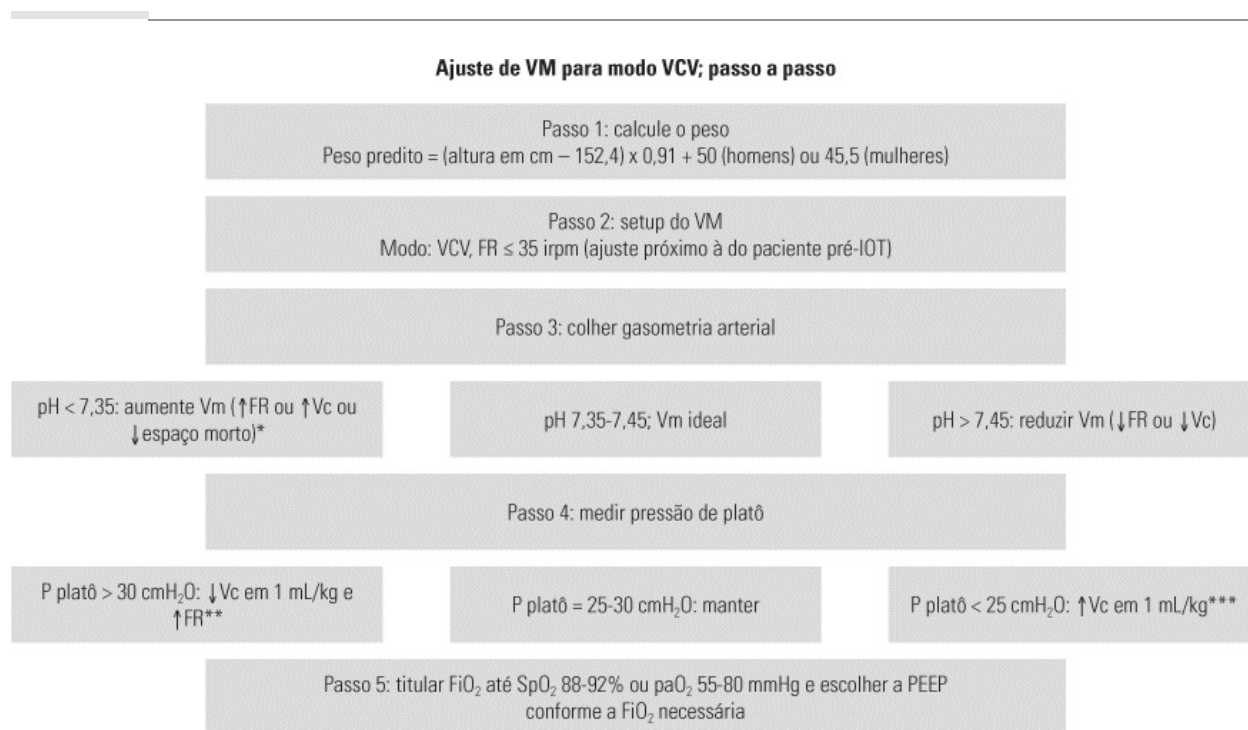 Ajuste de VM para modo VCV; passo a passo
Passo 1: calcule o peso
Peso predito = (altura em cm – 152,4) x 0,91 + 50 (homens) ou 45,5 (mulheres)
Passo 2: setup do VM
Modo: VCV, FR ≤ 35 irpm (ajuste próximo à do paciente pré-IOT)
Passo 3: colher gasometria arterial
pH < 7,35: aumente Vm (↑FR ou ↑Vc ou
↓espaço morto)*
pH 7,35-7,45; Vm ideal
pH > 7,45: reduzir Vm (↓FR ou ↓Vc)
Passo 4: medir pressão de platô
P platô > 30 cmH₂O: ↓Vc em 1 mL/kg e
↑FR**
P platô = 25-30 cmH₂O: manter
P platô < 25 cmH₂O: ↑Vc em 1 mL/kg***
Passo 5: titular FiO₂ até SpO₂ 88-92% ou paO₂ 55-80 mmHg e escolher a PEEP
conforme a FiO₂ necessária